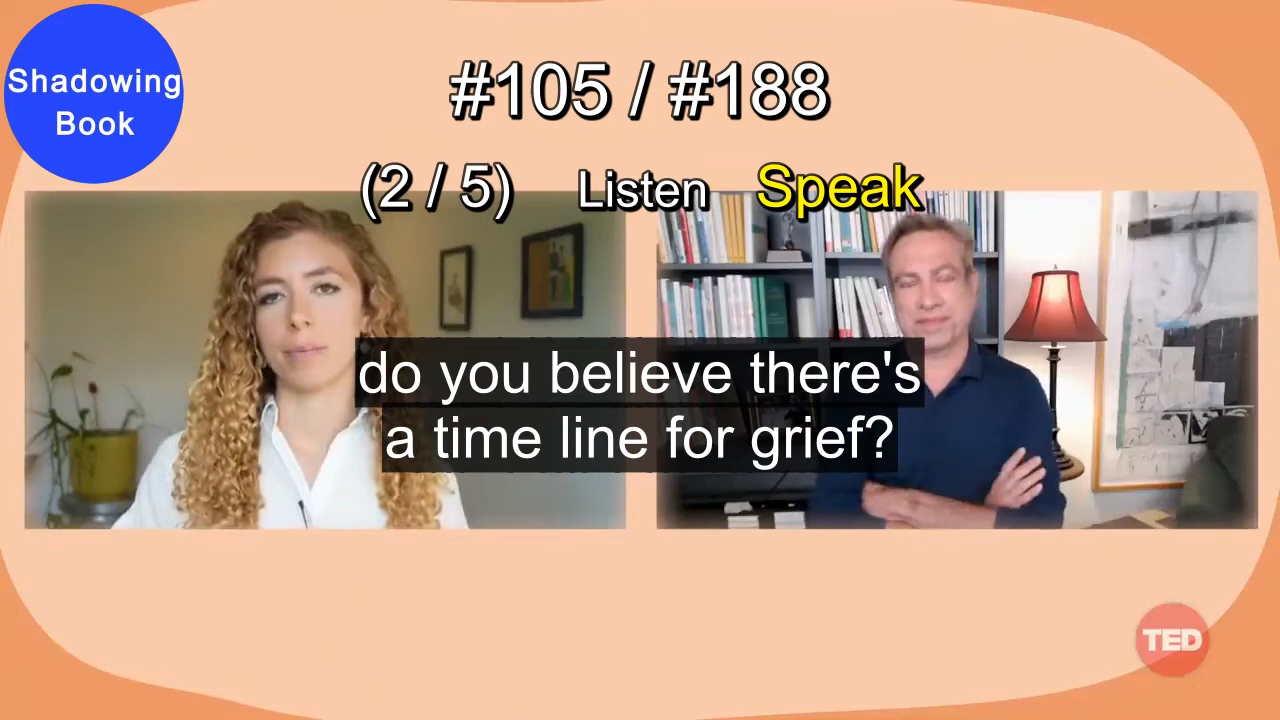 Shadowing
Book
#105 / #188
(2 / 5) Listen Speak
do you believe there's
a time line for grief?
TED